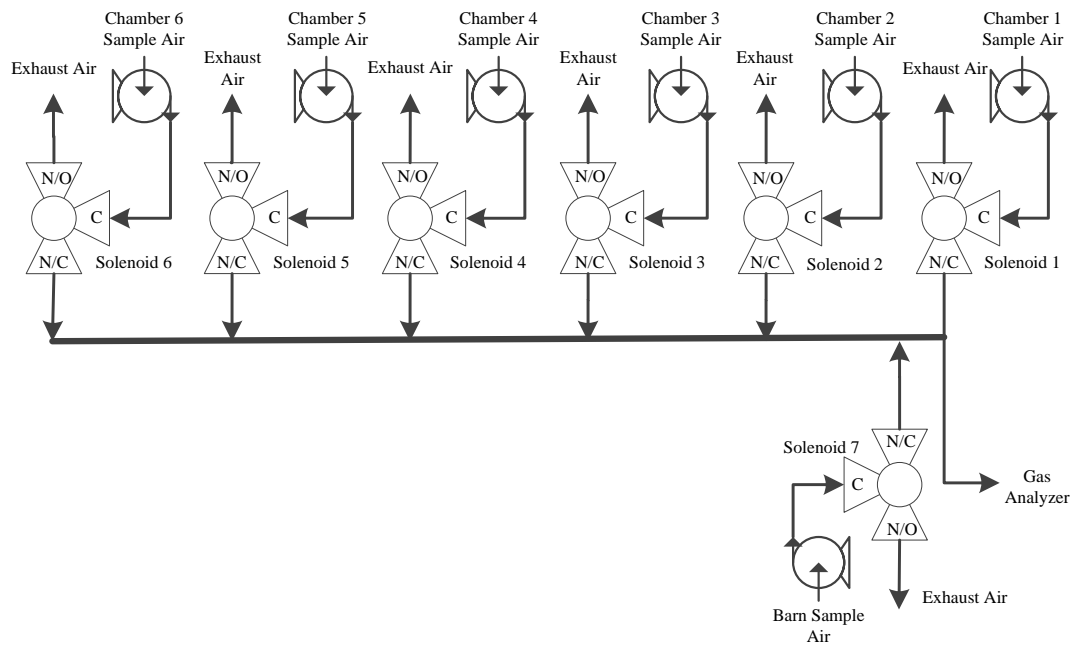 Chamber 6
Sample Air
Chamber 5
Sample Air
Chamber 4
Sample Air
Chamber 3
Sample Air
Chamber 2
Sample Air
Chamber 1
Sample Air
Exhaust Air
Exhaust
Air
Exhaust Air
Exhaust
Air
Exhaust
Air
Exhaust Air
N/O
N/O
N/O
N/O
N/O
N/O
C
C
C
C
C
C
N/C
Solenoid 6
N/C
Solenoid 5
N/C
Solenoid 4
N/C
Solenoid 3
N/C
Solenoid 2
N/C
Solenoid 1
Solenoid 7
N/C
C
N/O
Gas
Analyzer
Exhaust Air
Barn Sample
Air